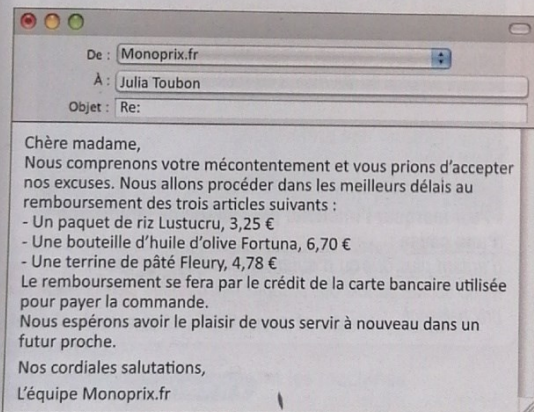 De : Monoprix.fr
À : Julia Toubon
Objet : Re:
Chère madame,
Nous comprenons votre mécontentement et vous prions d'accepter
nos excuses. Nous allons procéder dans les meilleurs délais au
remboursement des trois articles suivants :
- Un paquet de riz Lustucru, 3,25 €
- Une bouteille d'huile d'olive Fortuna, 6,70 €
- Une terrine de pâté Fleury, 4,78 €
Le remboursement se fera par le crédit de la carte bancaire utilisée
pour payer la commande.
Nous espérons avoir le plaisir de vous servir à nouveau dans un
futur proche.
Nos cordiales salutations,
L'équipe Monoprix.fr